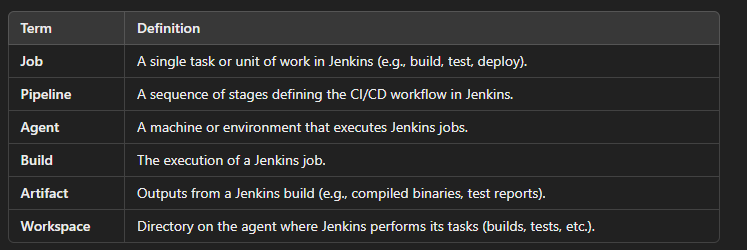 Term Definition
Job A single task or unit of work in Jenkins (e.g., build, test, deploy).
Pipeline A sequence of stages defining the CI/CD workflow in Jenkins.
Agent A machine or environment that executes Jenkins jobs.
Build The execution of a Jenkins job.
Artifact Outputs from a Jenkins build (e.g., compiled binaries, test reports).
Workspace Directory on the agent where Jenkins performs its tasks (builds, tests, etc.).